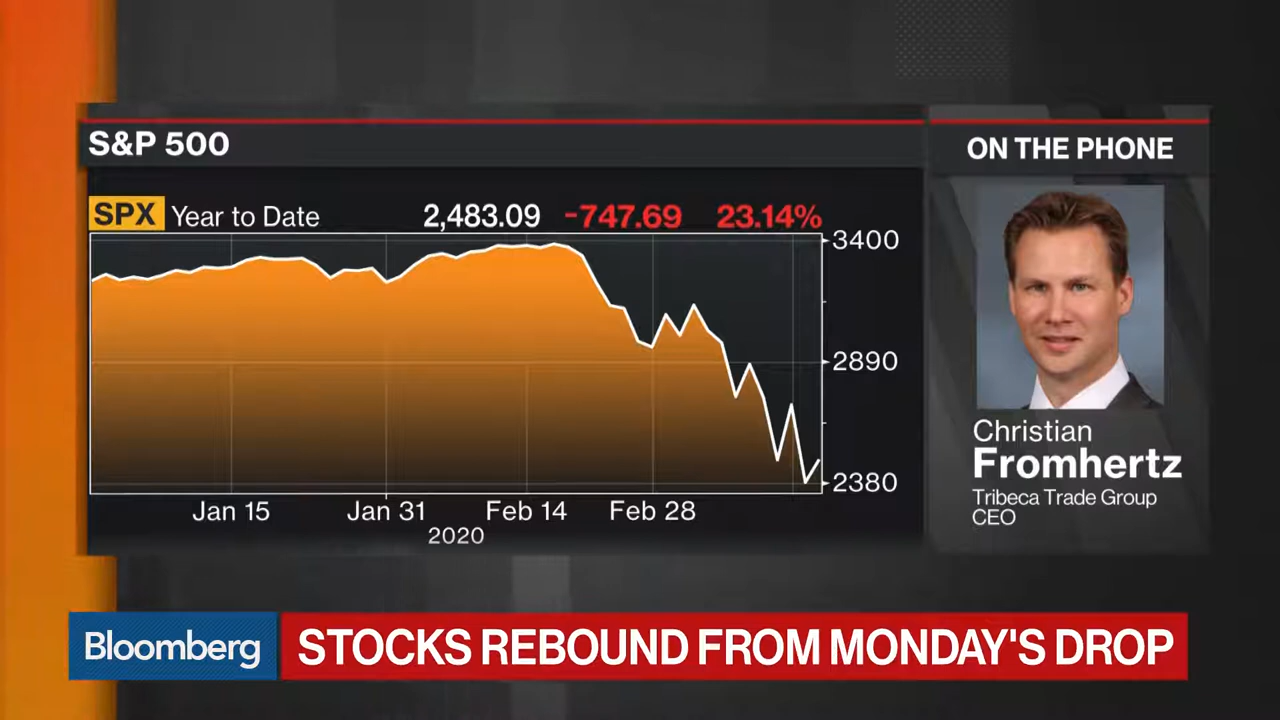 S&P 500
SPX Year to Date 2,483.09 -747.69 23.14%
3400
2890
2380
Jan 15 Jan 31 Feb 14 Feb 28
2020
ON THE PHONE
Christian
Fromhertz
Tribeca Trade Group
CEO
Bloomberg
STOCKS REBOUND FROM MONDAY'S DROP